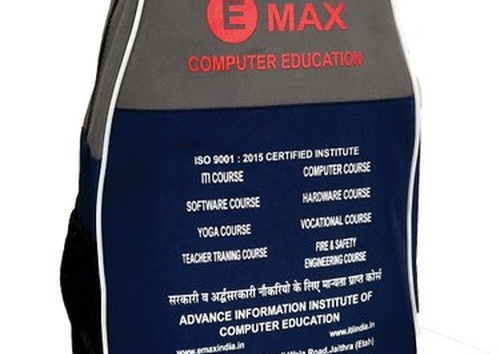 E MAX
COMPUTER EDUCATION
ISO 9001 : 2015 CERTIFIED INSTITUTE
ITI COURSE COMPUTER COURSE
SOFTWARE COURSE HARDWARE COURSE
YOGA COURSE VOCATIONAL COURSE
TEACHER TRANING COURSE FIRE & SAFETY
ENGINEERING COURSE
सरकारी व अर्द्धसरकारी नौकरियो के लिए मान्यता प्राप्त कोर्स
ADVANCE INFORMATION INSTITUTE OF
COMPUTER EDUCATION
www.emaxindia.in www.itiindia.in
Wala Road, Jaithra (Etah)